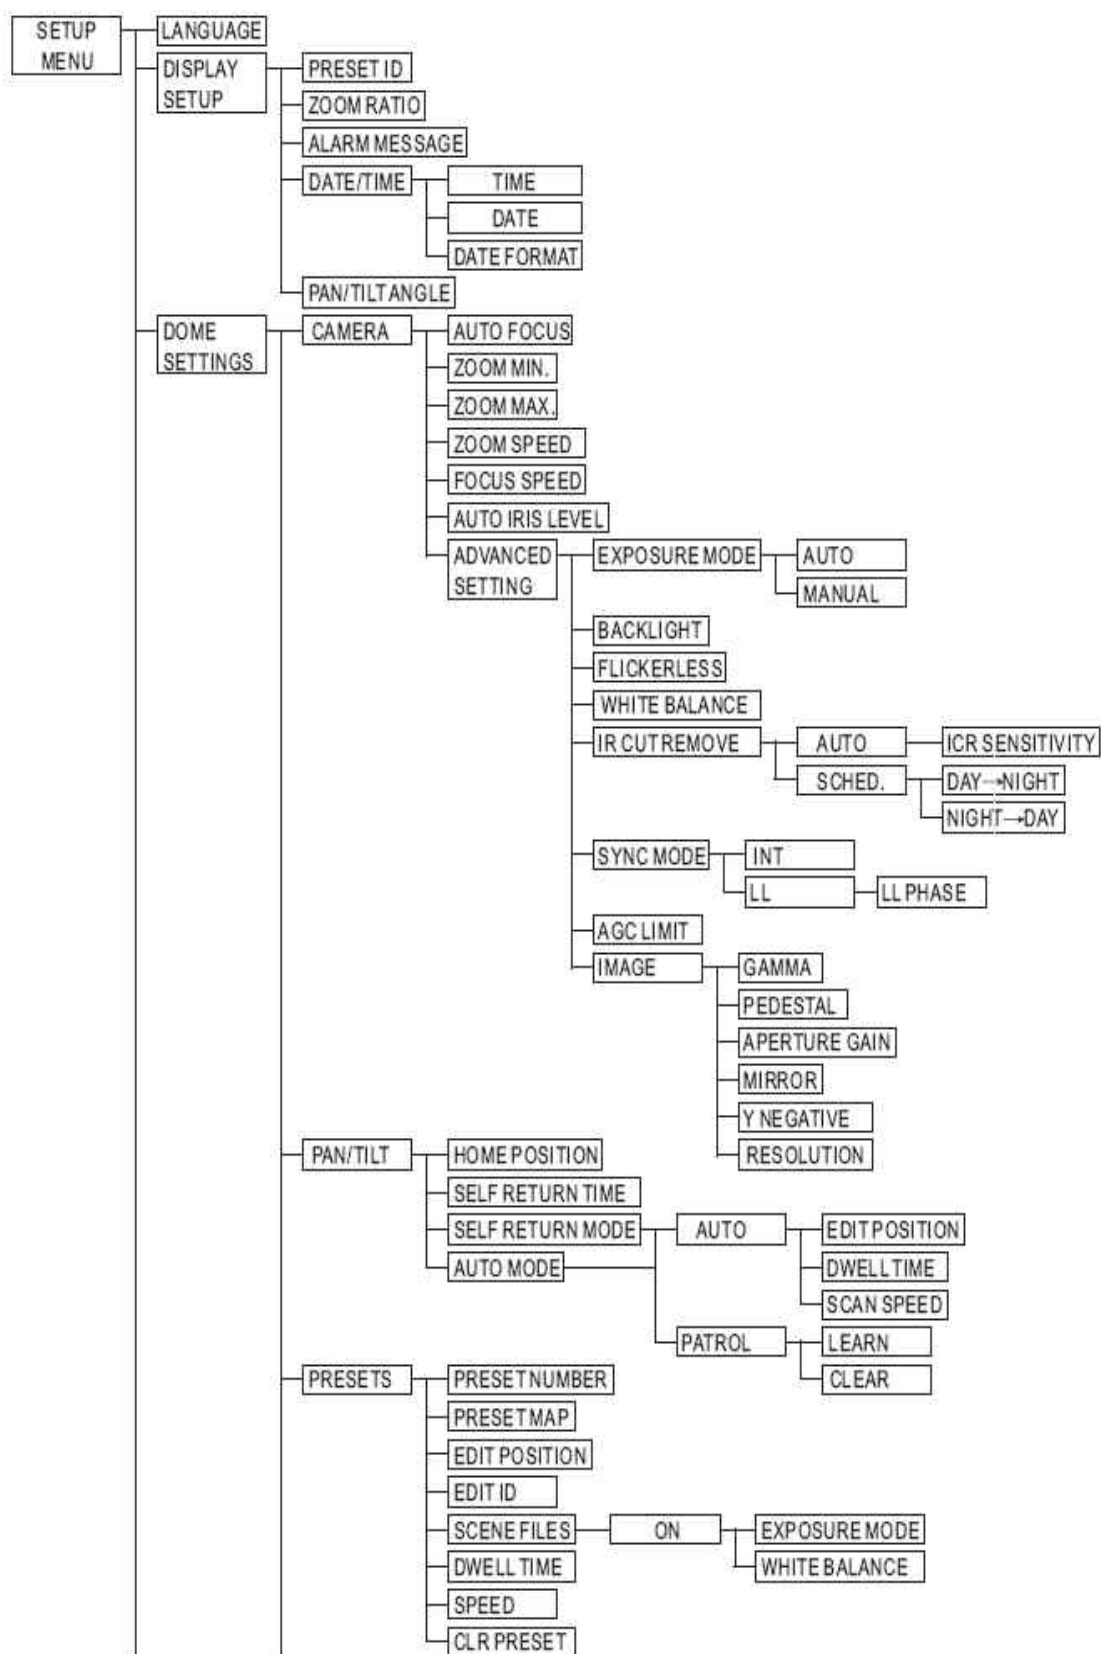 SETUP
MENU
LANGUAGE
DISPLAY
SETUP
PRESET ID
ZOOM RATIO
ALARM MESSAGE
DATE/TIME
TIME
DATE
DATE FORMAT
PAN/TILT ANGLE
DOME
SETTINGS
CAMERA
AUTO FOCUS
ZOOM MIN.
ZOOM MAX.
ZOOM SPEED
FOCUS SPEED
AUTO IRIS LEVEL
ADVANCED
SETTING
EXPOSURE MODE
AUTO
MANUAL
BACKLIGHT
FLICKERLESS
WHITE BALANCE
IR CUT REMOVE
AUTO
ICR SENSITIVITY
SCHED.
DAY→NIGHT
NIGHT→DAY
SYNC MODE
INT
LL
LL PHASE
AGC LIMIT
IMAGE
GAMMA
PEDESTAL
APERTURE GAIN
MIRROR
Y NEGATIVE
RESOLUTION
PAN/TILT
HOME POSITION
SELF RETURN TIME
SELF RETURN MODE
AUTO MODE
AUTO
EDIT POSITION
DWELL TIME
SCAN SPEED
PATROL
LEARN
CLEAR
PRESETS
PRESET NUMBER
PRESET MAP
EDIT POSITION
EDIT ID
SCENE FILES
ON
EXPOSURE MODE
WHITE BALANCE
DWELL TIME
SPEED
CLR PRESET